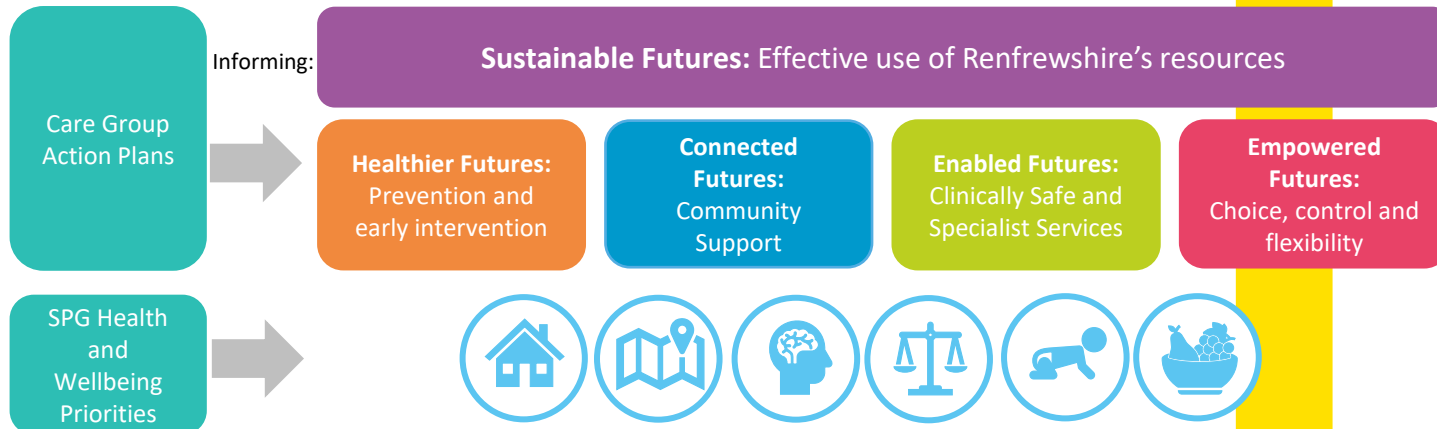 Care Group
Action Plans
Informing:
Sustainable Futures: Effective use of Renfrewshire's resources
Healthier Futures:
Prevention and
early intervention
Connected
Futures:
Community
Support
Enabled Futures:
Clinically Safe and
Specialist Services
Empowered
Futures:
Choice, control and
flexibility
SPG Health
and
Wellbeing
Priorities